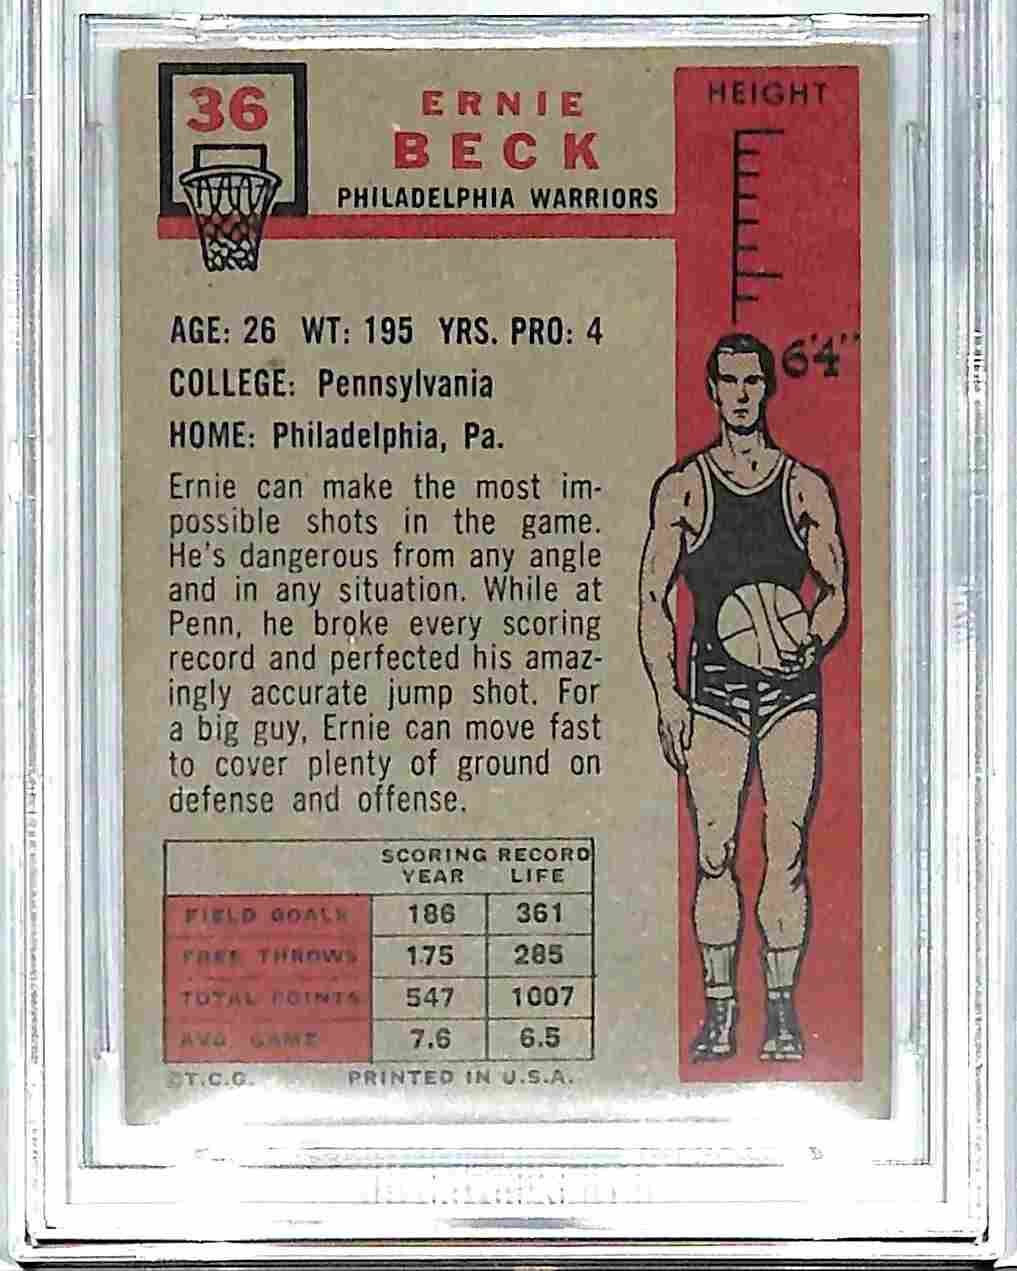 36
ERNIE
BECK
PHILADELPHIA WARRIORS
HEIGHT
6'4"
AGE: 26 WT: 195 YRS. PRO: 4
COLLEGE: Pennsylvania
HOME: Philadelphia, Pa.
Ernie can make the most im-
possible shots in the game.
He's dangerous from any angle
and in any situation. While at
Penn, he broke every scoring
record and perfected his amaz-
ingly accurate jump shot. For
a big guy, Ernie can move fast
to cover plenty of ground on
defense and offense.
SCORING RECORD
YEAR LIFE
FIELD GOALS 186 361
FREE THROWS 175 285
TOTAL POINTS 547 1007
AVG. GAME 7.6 6.5
©T.C.G. PRINTED IN U.S.A.